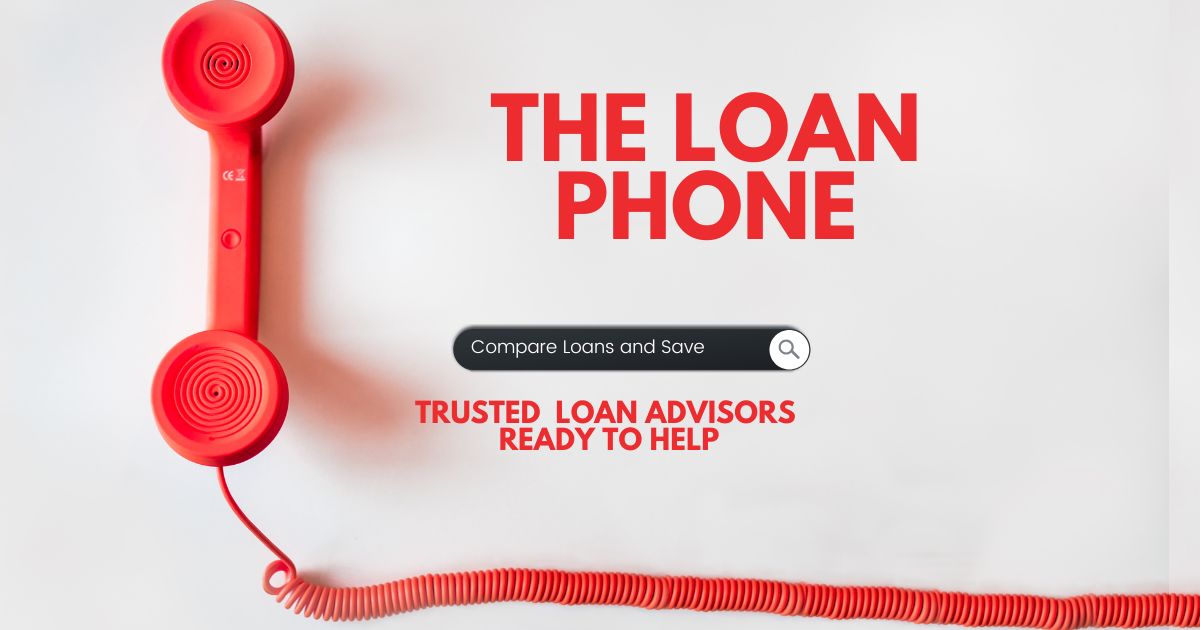 THE LOAN
PHONE
Compare Loans and Save
TRUSTED  LOAN ADVISORS
READY TO HELP